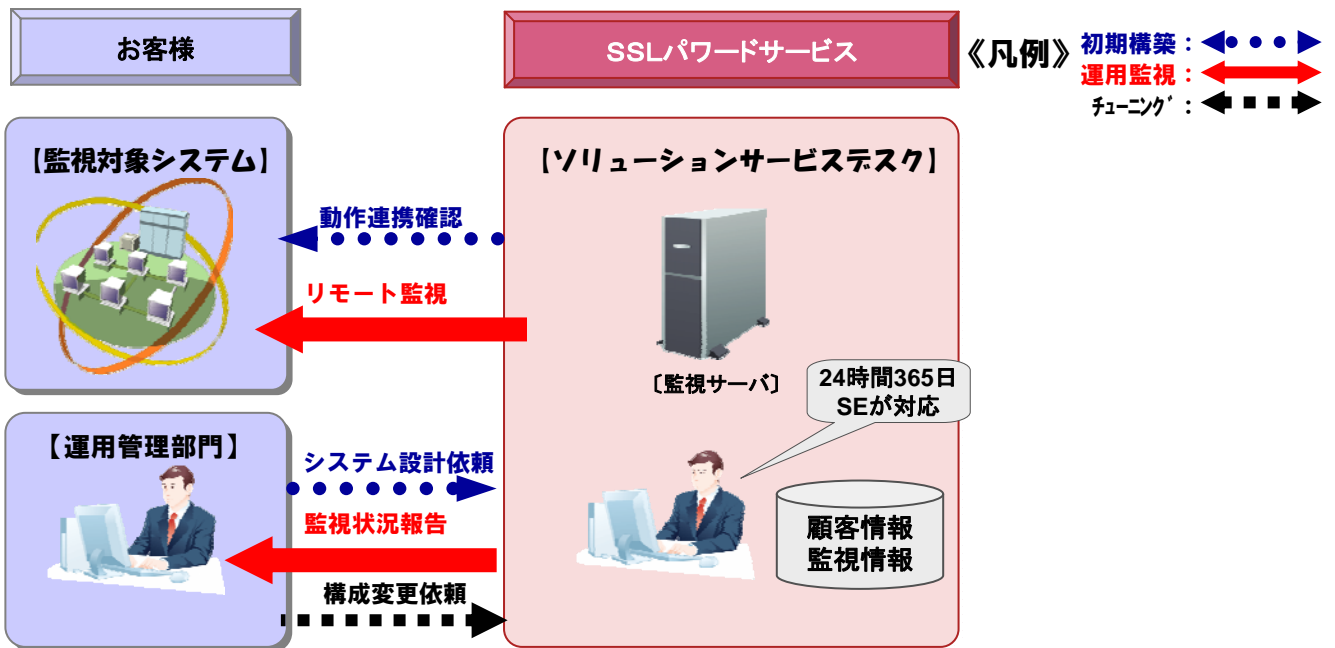 お客様
SSLパワードサービス
《凡例》
初期構築：
運用監視：
ﾁｭｰﾆﾝｸﾞ：
【監視対象システム】
動作連携確認
リモート監視
【ソリューションサービスデスク】
〔監視サーバ〕
24時間365日
SEが対応
【運用管理部門】
システム設計依頼
監視状況報告
構成変更依頼
顧客情報
監視情報